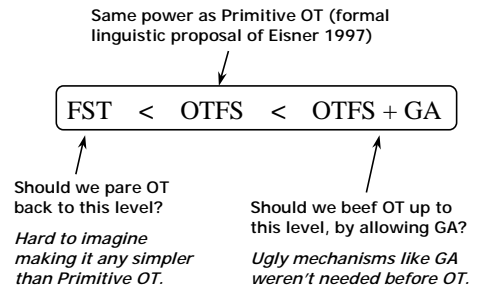 Same power as Primitive OT (formal
linguistic proposal of Eisner 1997)
FST < OTFS < OTFS + GA
Should we pare OT
back to this level?
Hard to imagine
making it any simpler
than Primitive OT.
Should we beef OT up to
this level, by allowing GA?
Ugly mechanisms like GA
weren't needed before OT.